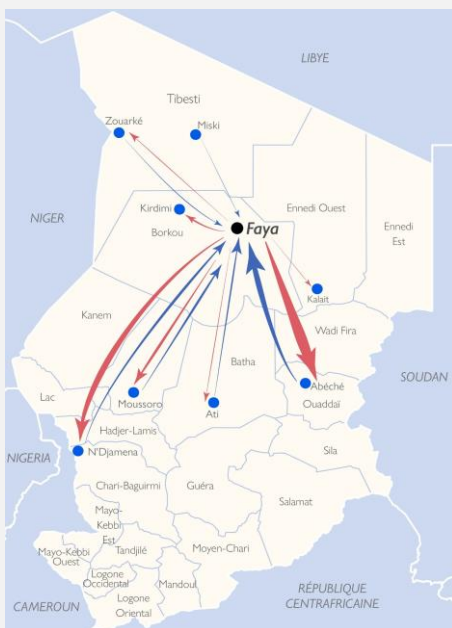 LIBYE
Tibesti
Zouarké
Miski
Kirdimi
Borkou
Faya
Ennedi Ouest
Ennedi
Est
NIGER
Kalaït
Kanem
Wadi Fira
Batha
SOUDAN
Lac
Moussoro
Ati
Abéché
Ouaddaï
Hadjer-Lamis
NIGERIA
N'Djamena
Sila
Chari-Baguirmi
Guéra
Salamat
Mayo-
Kebbi
Est
Mayo-Kebbi
Ouest
Tandjilé
Moyen-Chari
Logone
Occidental
Mandoul
Logone
Oriental
CAMEROUN
RÉPUBLIQUE
CENTRAFRICAINE